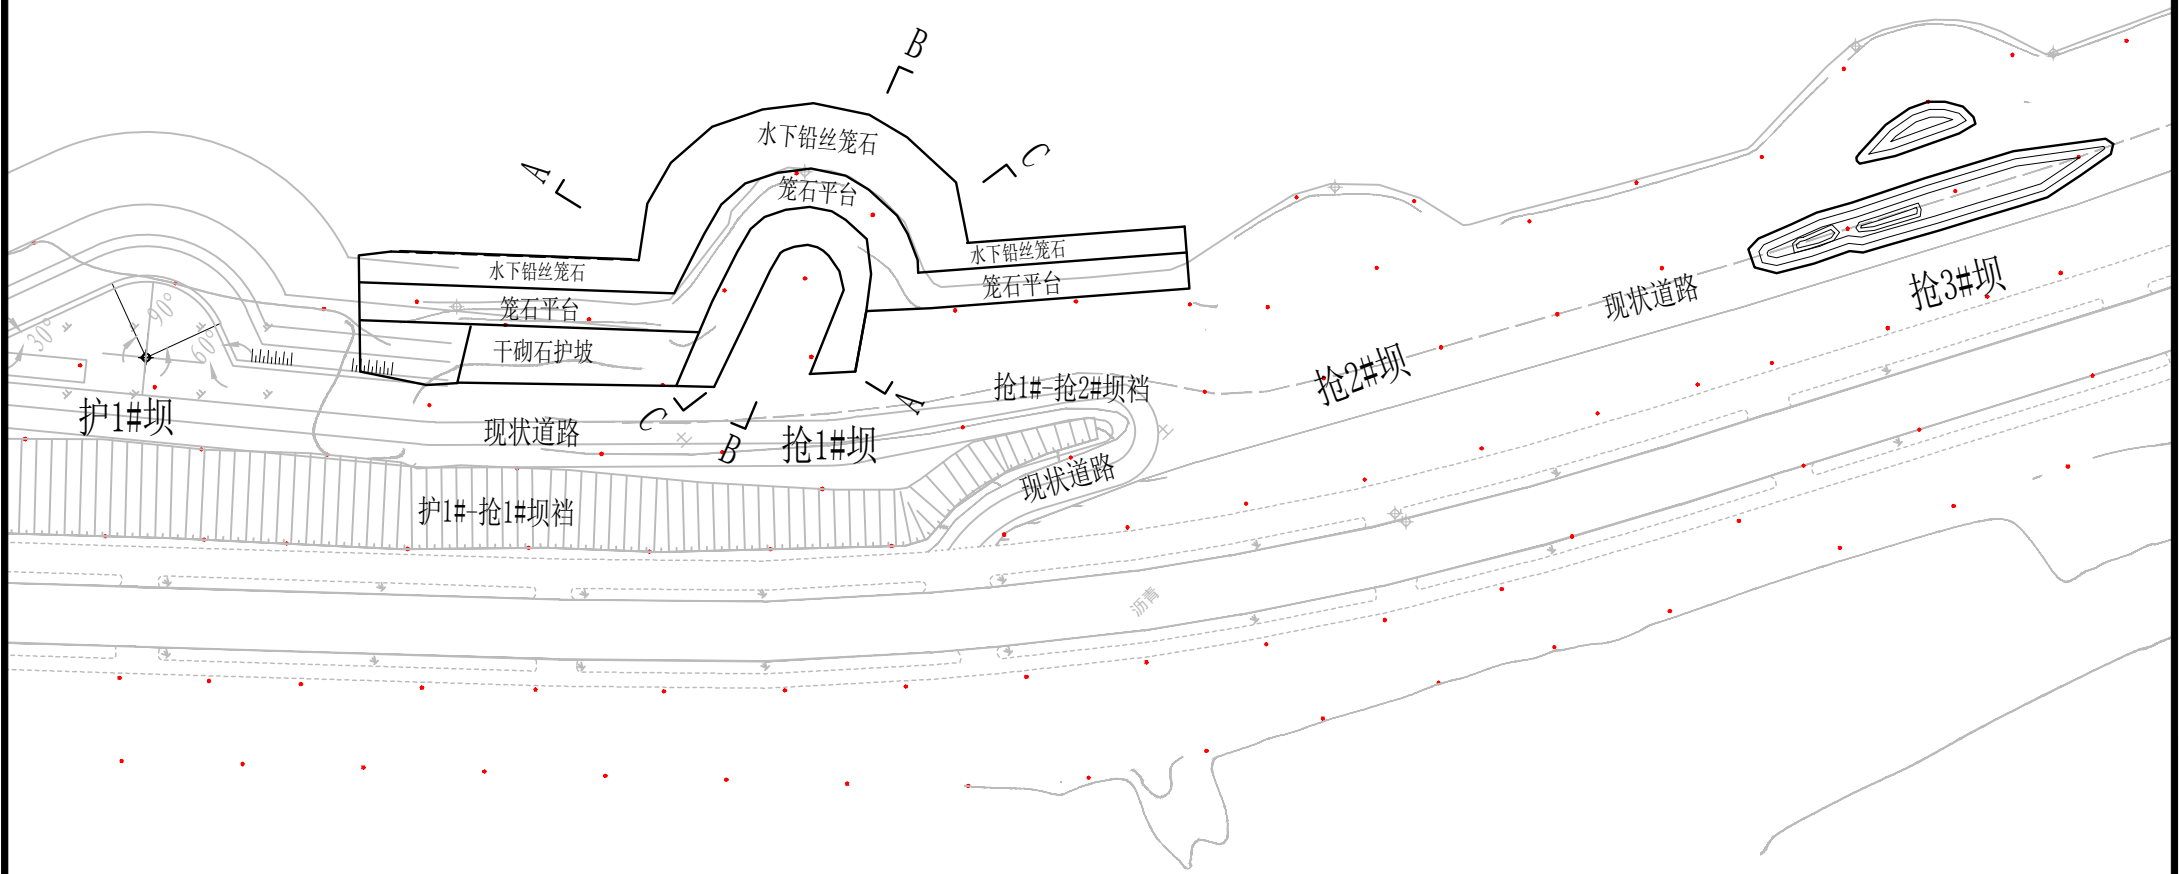 B
A
C
水下铅丝笼石
笼石平台
水下铅丝笼石
水下铅丝笼石
笼石平台
笼石平台
干砌石护坡
30°
90°
60°
现状道路
抢3#坝
抢2#坝
抢1#-抢2#坝裆
A
C
B
护1#坝
现状道路
抢1#坝
现状道路
护1#-抢1#坝裆
沥青